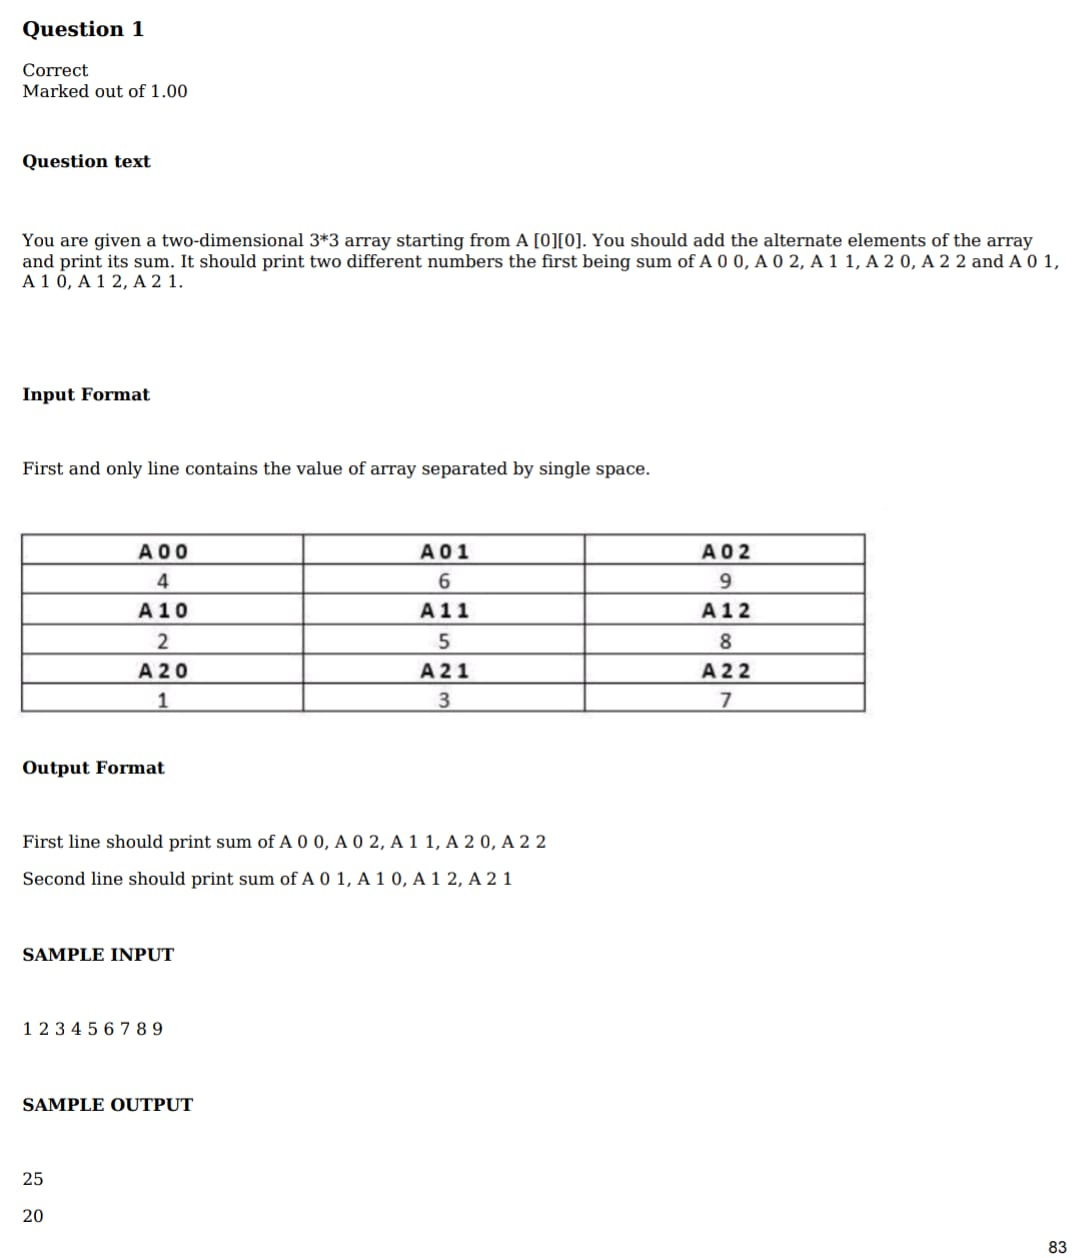 Question 1
Correct
Marked out of 1.00
Question text
You are given a two-dimensional 3*3 array starting from A [0][0]. You should add the alternate elements of the array
and print its sum. It should print two different numbers the first being sum of A 0 0, A 0 2, A 1 1, A 2 0, A 2 2 and A 0 1,
A 1 0, A 1 2, A 2 1.
Input Format
First and only line contains the value of array separated by single space.
A 0 0 A 0 1 A 0 2
4 6 9
A 1 0 A 1 1 A 1 2
2 5 8
A 2 0 A 2 1 A 2 2
1 3 7
Output Format
First line should print sum of A 0 0, A 0 2, A 1 1, A 2 0, A 2 2
Second line should print sum of A 0 1, A 1 0, A 1 2, A 2 1
SAMPLE INPUT
1 2 3 4 5 6 7 8 9
SAMPLE OUTPUT
25
20
83